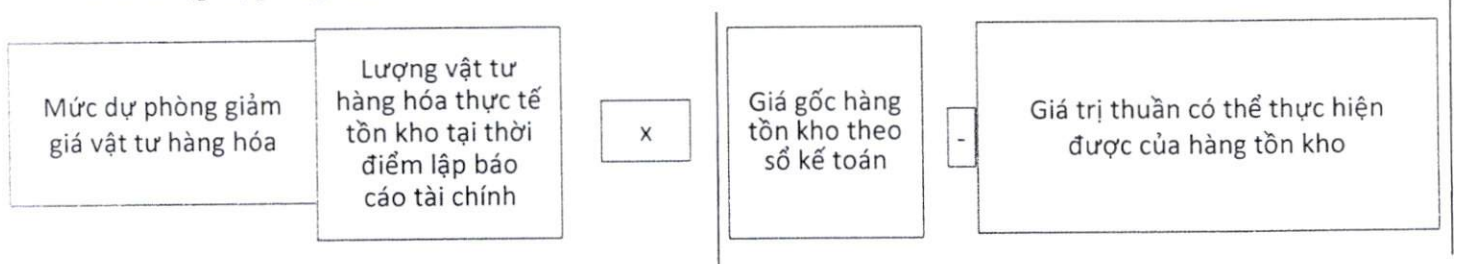 Mức dự phòng giảm
giá vật tư hàng hóa
Lượng vật tư
hàng hóa thực tế
tồn kho tại thời
điểm lập báo
cáo tài chính
x
Giá gốc hàng
tồn kho theo
sổ kế toán
-
Giá trị thuần có thể thực hiện
được của hàng tồn kho